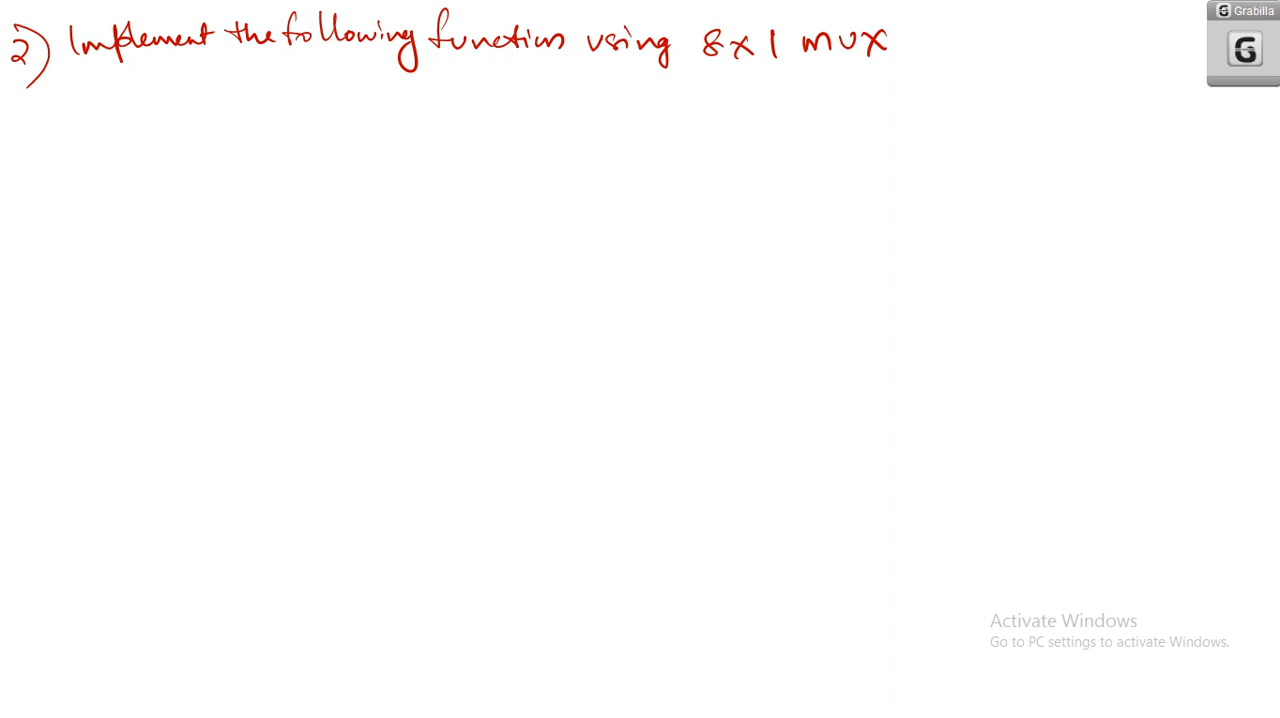 2) Implement the following function using 8x1 MUX
G Grabilla
G
Activate Windows
Go to PC settings to activate Windows.